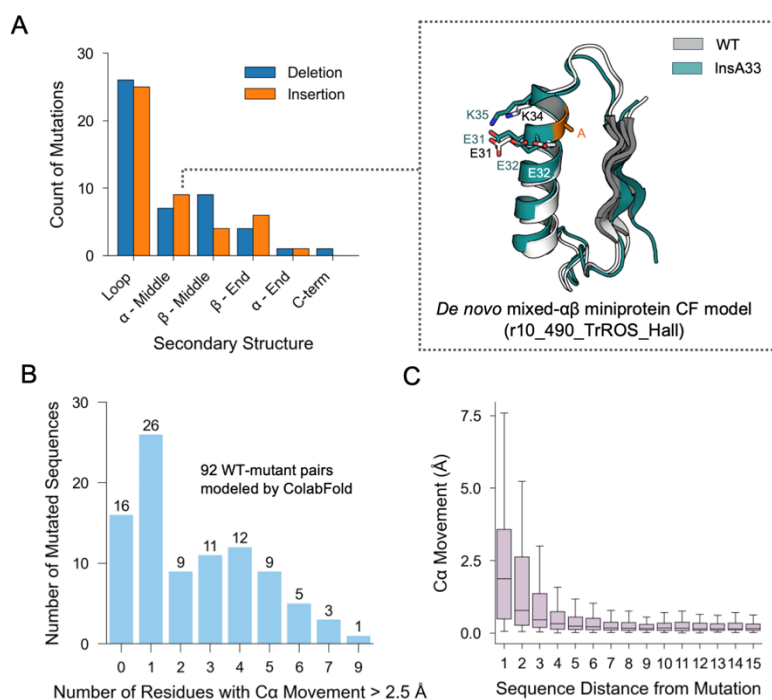 A
Count of Mutations
30
20
10
0
Deletion
Insertion
Loop
α - Middle
β - Middle
β - End
α - End
C-term
Secondary Structure
WT
InsA33
K35
K34
A
E31
E31
E32
E32
De novo mixed-αβ miniprotein CF model
(r10_490_TrROS_Hall)
B
Number of Mutated Sequences
30
20
10
0
16
26
9
11
12
9
5
3
1
92 WT-mutant pairs
modeled by ColabFold
0 1 2 3 4 5 6 7 9
Number of Residues with Cα Movement > 2.5 Å
C
Cα Movement (Å)
7.5
5.0
2.5
0.0
1 2 3 4 5 6 7 8 9 10 11 12 13 14 15
Sequence Distance from Mutation